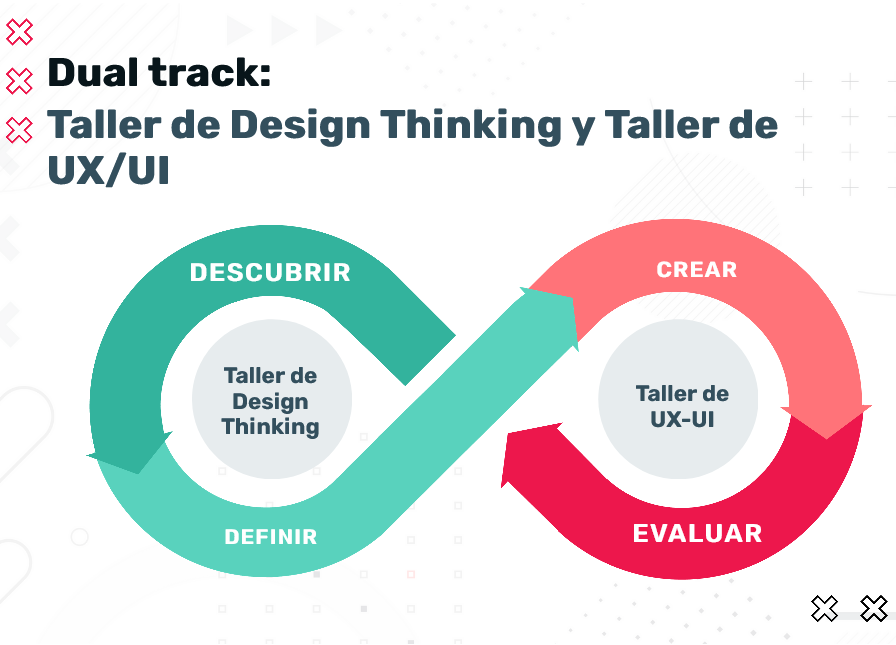 Dual track:
Taller de Design Thinking y Taller de
UX/UI
DESCUBRIR
CREAR
Taller de
Design
Thinking
Taller de
UX-UI
DEFINIR
EVALUAR